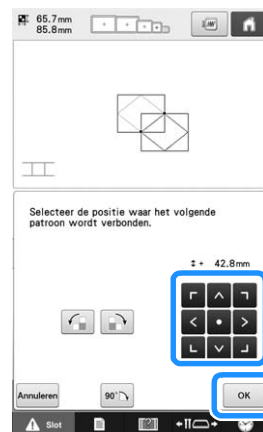 65.7mm
85.8mm
Selecteer de positie waar het volgende
patroon wordt verbonden.
+ 42.8mm
90°
Annuleren
OK
Slot